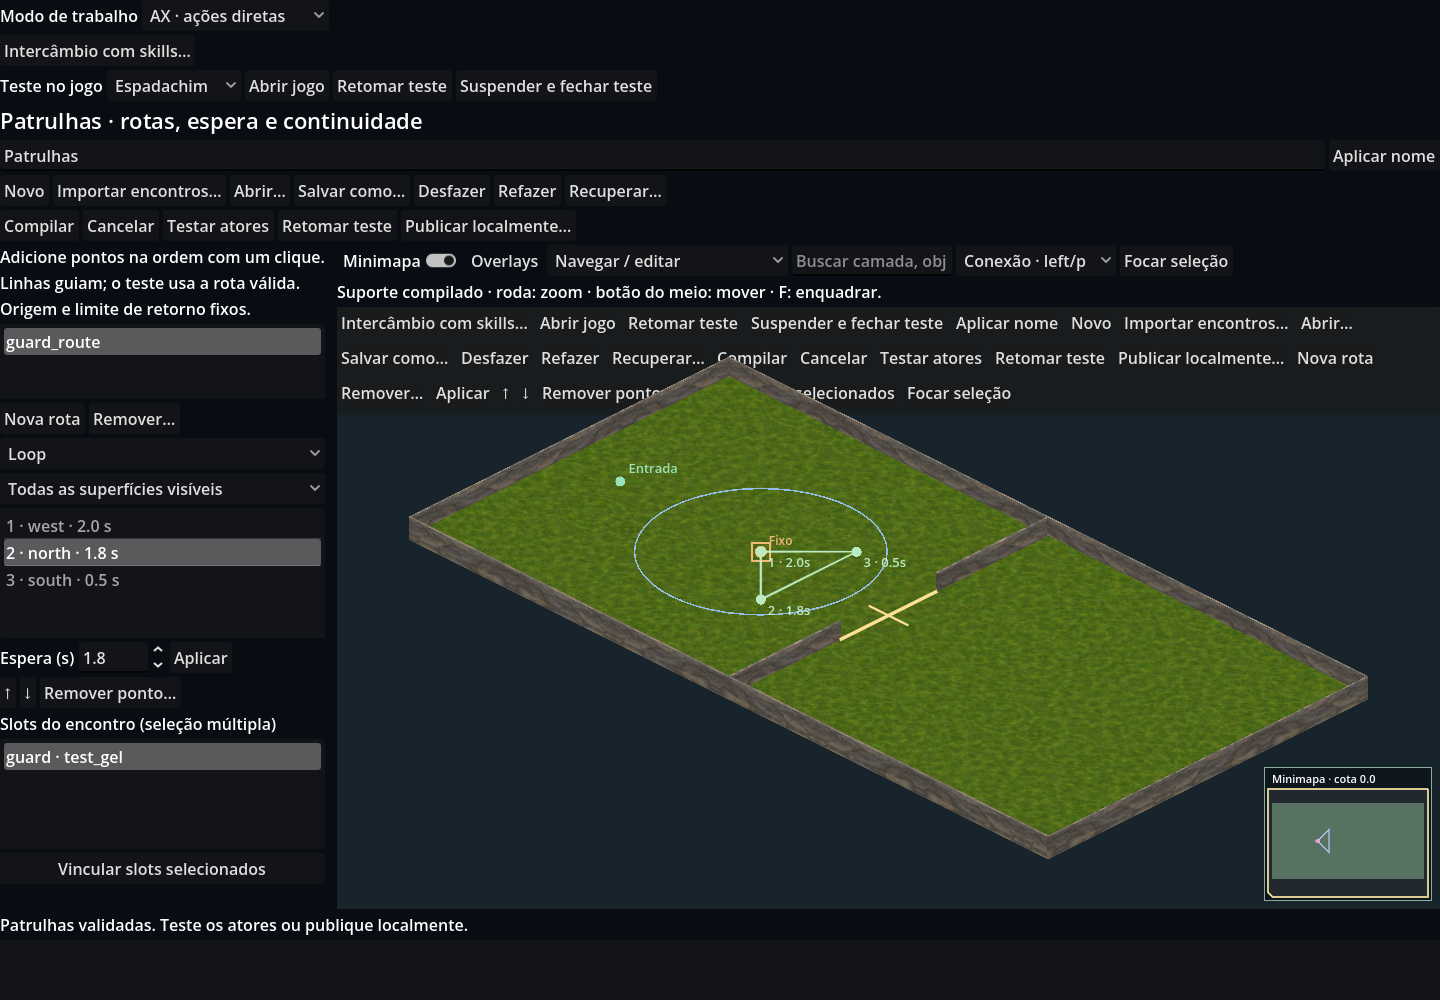 Modo de trabalho AX · ações diretas
Intercâmbio com skills...
Teste no jogo Espadachim Abrir jogo Retomar teste Suspender e fechar teste
Patrulhas · rotas, espera e continuidade
Patrulhas Aplicar nome
Novo Importar encontros... Abrir... Salvar como... Desfazer Refazer Recuperar...
Compilar Cancelar Testar atores Retomar teste Publicar localmente...
Adicione pontos na ordem com um clique.
Linhas guiam; o teste usa a rota válida.
Origem e limite de retorno fixos.
guard_route
Nova rota Remover...
Loop
Todas as superfícies visíveis
1 · west · 2.0 s
2 · north · 1.8 s
3 · south · 0.5 s
Espera (s) 1.8 Aplicar
↑ ↓ Remover ponto...
Slots do encontro (seleção múltipla)
guard · test_gel
Vincular slots selecionados
Minimapa Overlays Navegar / editar Buscar camada, obj Conexão · left/p Focar seleção
Suporte compilado · roda: zoom · botão do meio: mover · F: enquadrar.
Intercâmbio com skills... Abrir jogo Retomar teste Suspender e fechar teste Aplicar nome Novo Importar encontros... Abrir...
Salvar como... Desfazer Refazer Recuperar... Compilar Cancelar Testar atores Retomar teste Publicar localmente... Nova rota
Remover... Aplicar ↑ ↓ Remover ponto selecionados Focar seleção
Entrada
Fixo
1 · 2.0s
3 · 0.5s
2 · 1.8s
Minimapa · cota 0.0
Patrulhas validadas. Teste os atores ou publique localmente.